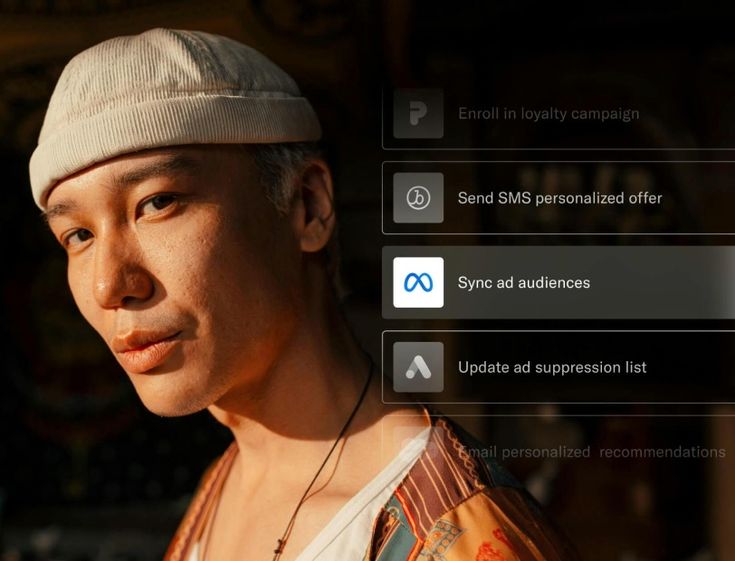 Enroll in loyalty campaign
Send SMS personalized offer
Sync ad audiences
Update ad suppression list
Email personalized recommendations